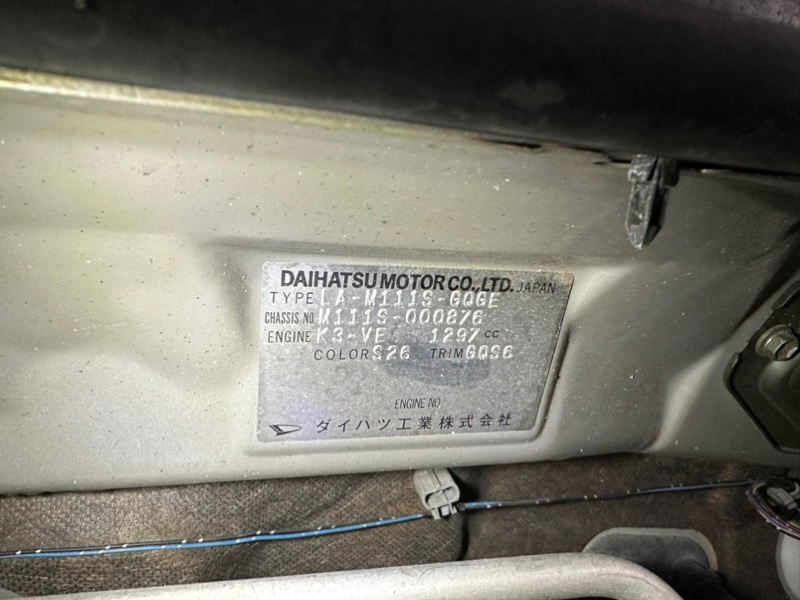 DAIHATSU MOTOR CO.,LTD. JAPAN
TYPE LA-M111S-GQGE
CHASSIS NO. M111S-000876
ENGINE K3-VE 1297 cc
COLOR S26 TRIM GQS6
ENGINE NO.
ダイハツ工業株式会社